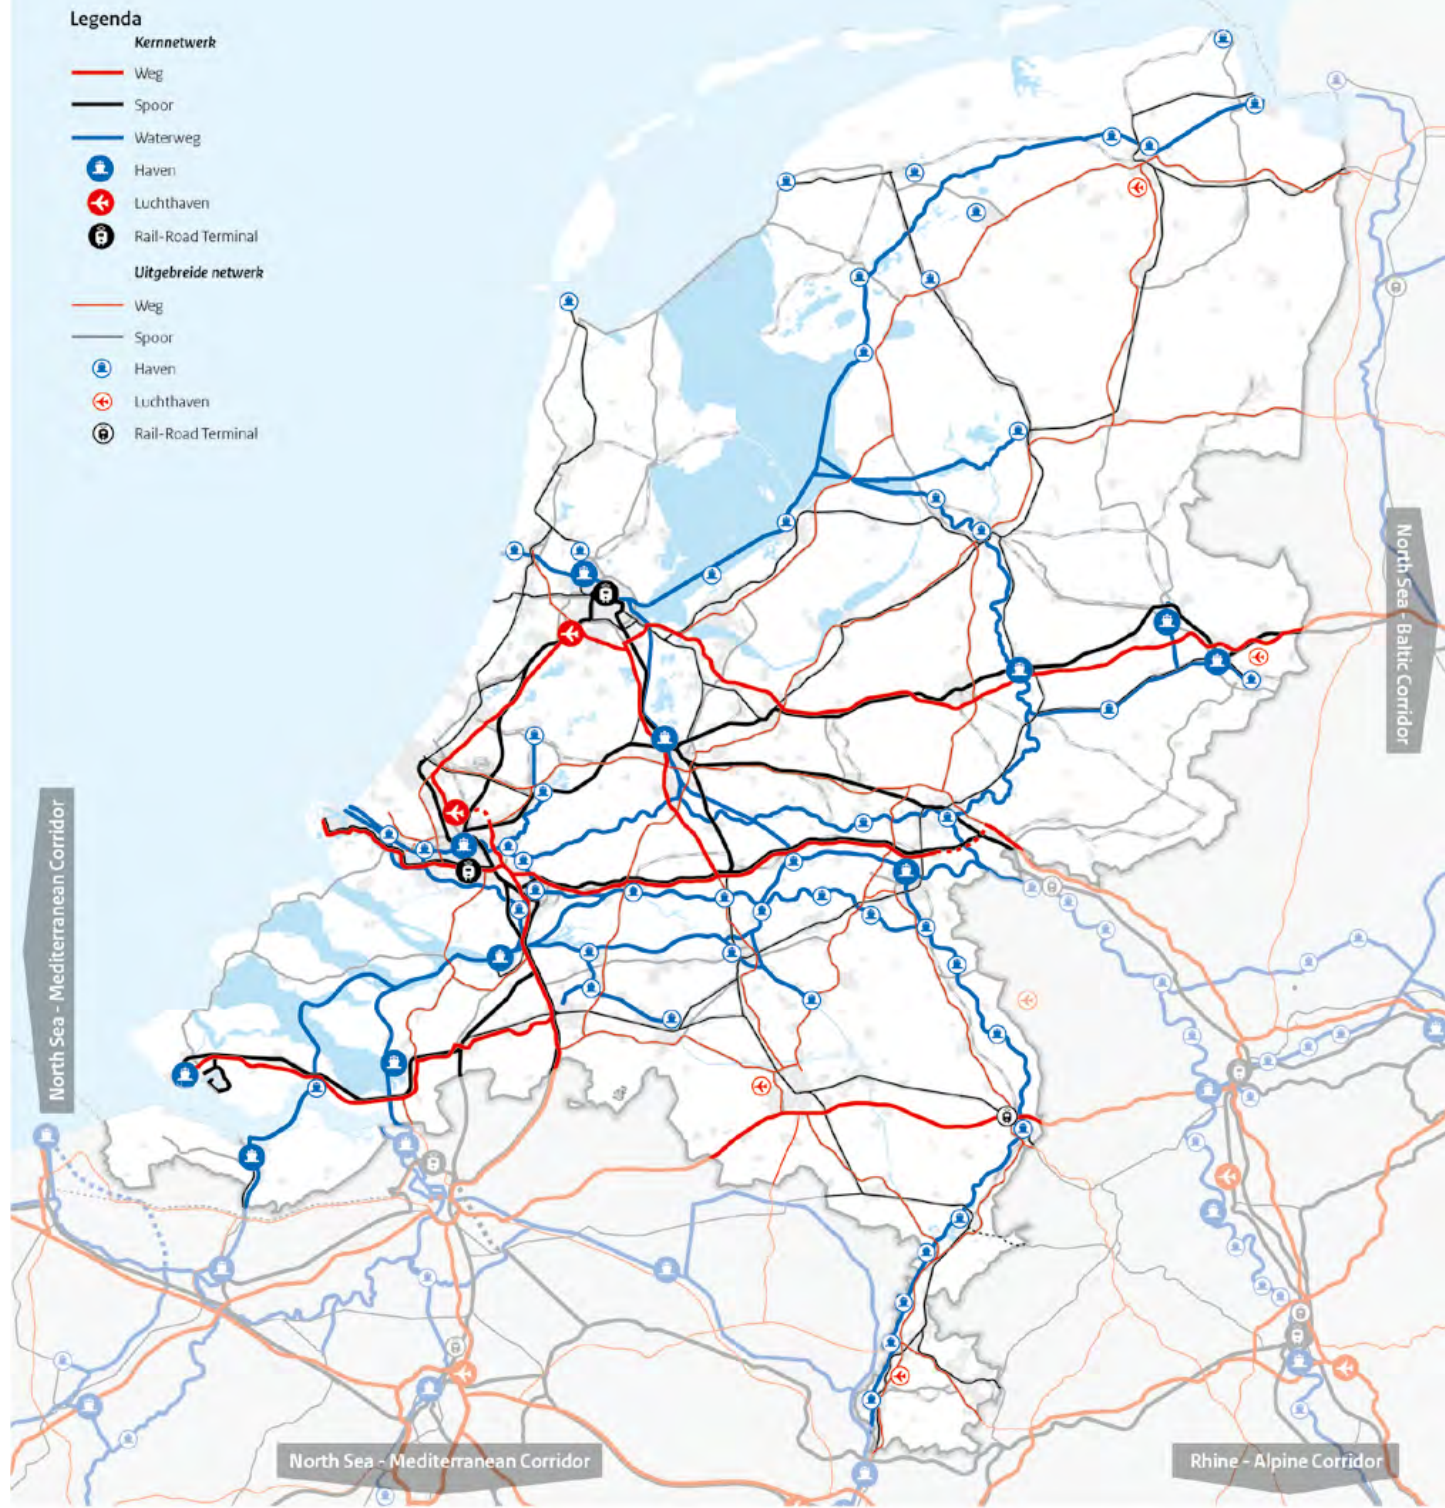 Legenda
Kernnetwerk
Weg
Spoor
Waterweg
Haven
Luchthaven
Rail-Road Terminal
Uitgebreide netwerk
Weg
Spoor
Haven
Luchthaven
Rail-Road Terminal
North Sea - Baltic Corridor
North Sea - Mediterranean Corridor
North Sea - Mediterranean Corridor
Rhine - Alpine Corridor